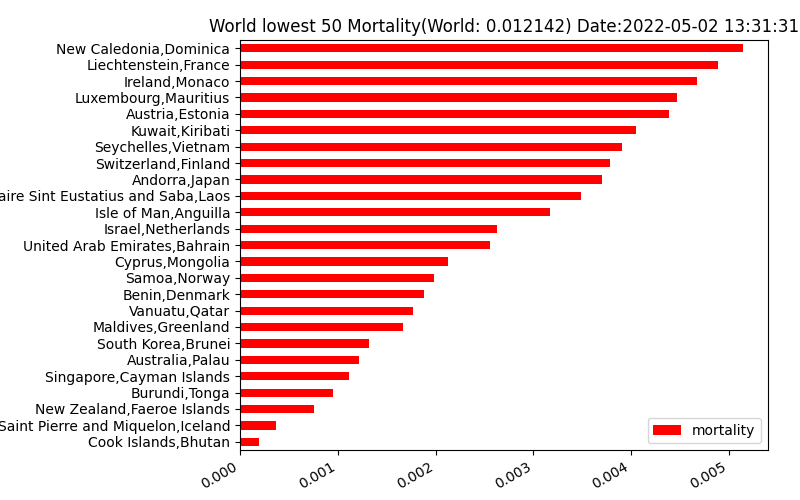 World lowest 50 Mortality(World: 0.012142) Date:2022-05-02 13:31:31
New Caledonia,Dominica
Liechtenstein,France
Ireland,Monaco
Luxembourg,Mauritius
Austria,Estonia
Kuwait,Kiribati
Seychelles,Vietnam
Switzerland,Finland
Andorra,Japan
aire Sint Eustatius and Saba,Laos
Isle of Man,Anguilla
Israel,Netherlands
United Arab Emirates,Bahrain
Cyprus,Mongolia
Samoa,Norway
Benin,Denmark
Vanuatu,Qatar
Maldives,Greenland
South Korea,Brunei
Australia,Palau
Singapore,Cayman Islands
Burundi,Tonga
New Zealand,Faeroe Islands
Saint Pierre and Miquelon,Iceland
Cook Islands,Bhutan
mortality
0.000 0.001 0.002 0.003 0.004 0.005